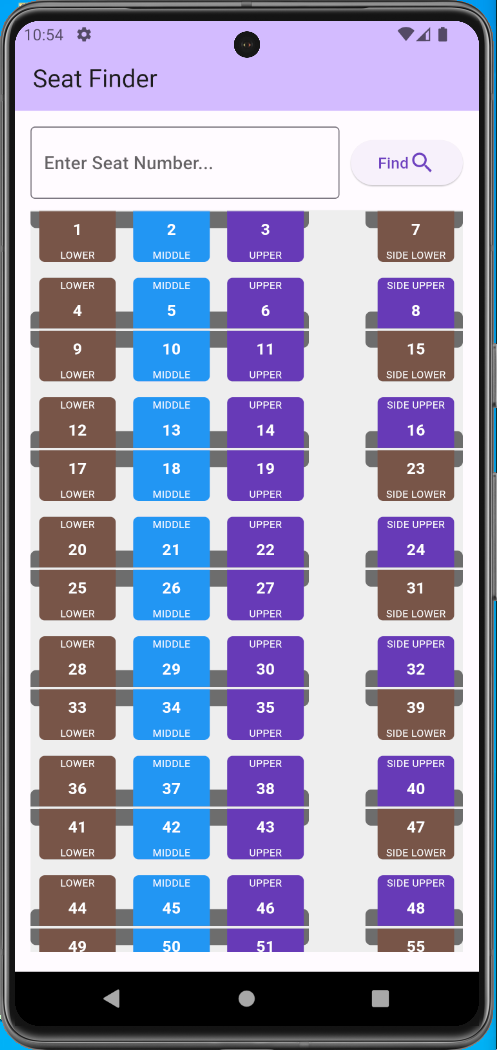 10:54
Seat Finder
Enter Seat Number...
Find
1 2 3 7
LOWER MIDDLE UPPER SIDE LOWER
LOWER MIDDLE UPPER SIDE UPPER
4 5 6 8
9 10 11 15
LOWER MIDDLE UPPER SIDE LOWER
LOWER MIDDLE UPPER SIDE UPPER
12 13 14 16
17 18 19 23
LOWER MIDDLE UPPER SIDE LOWER
LOWER MIDDLE UPPER SIDE UPPER
20 21 22 24
25 26 27 31
LOWER MIDDLE UPPER SIDE LOWER
LOWER MIDDLE UPPER SIDE UPPER
28 29 30 32
33 34 35 39
LOWER MIDDLE UPPER SIDE LOWER
LOWER MIDDLE UPPER SIDE UPPER
36 37 38 40
41 42 43 47
LOWER MIDDLE UPPER SIDE LOWER
LOWER MIDDLE UPPER SIDE UPPER
44 45 46 48
49 50 51 55